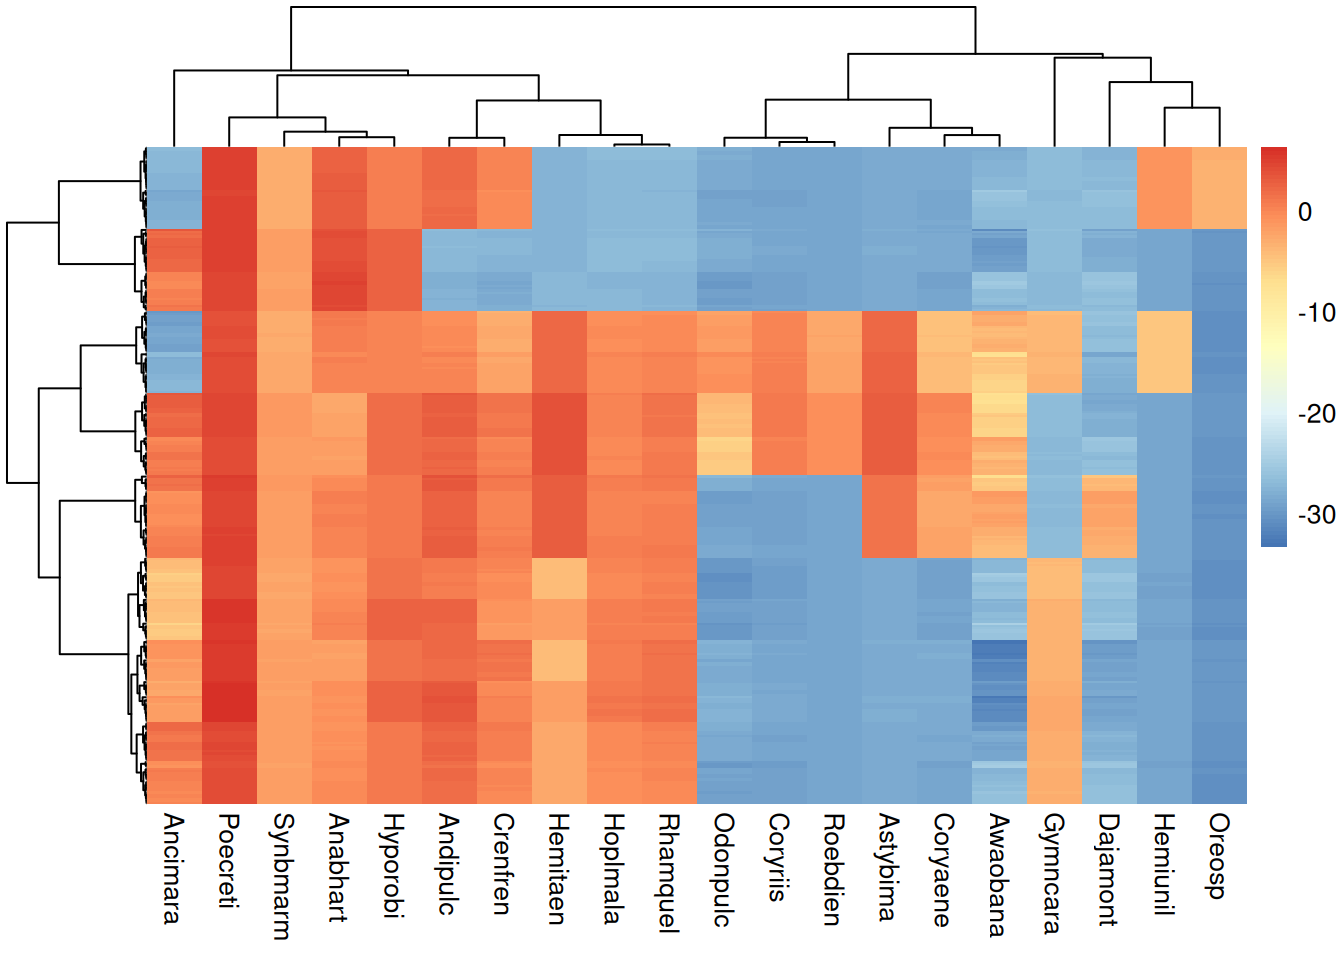 0
-10
-20
-30
Ancimara
Poecreti
Synbmarm
Anabhart
Hyporobi
Andipulc
Crenfren
Hemitaen
Hoplmala
Rhamquel
Odonpulc
Coryriis
Roebdien
Astybima
Coryaene
Awaobana
Gymncara
Dajamont
Hemiunil
Oreosp